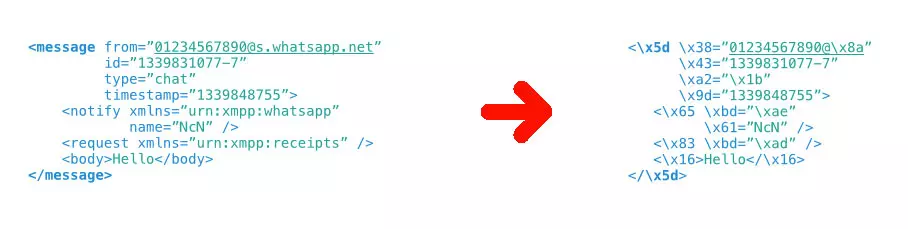 <message from=”01234567890@s.whatsapp.net”
id=”1339831077-7”
type=”chat”
timestamp=”1339848755”>
<notify xmlns=”urn:xmpp:whatsapp”
name=”NcN” />
<request xmlns=”urn:xmpp:receipts” />
<body>Hello</body>
</message>
<\x5d \x38=”01234567890@\x8a”
\x43=”1339831077-7”
\xa2=”\x1b”
\x9d=”1339848755”>
<\x65 \xbd=”\xae”
\x61=”NcN” />
<\x83 \xbd=”\xad” />
<\x16>Hello</\x16>
</\x5d>